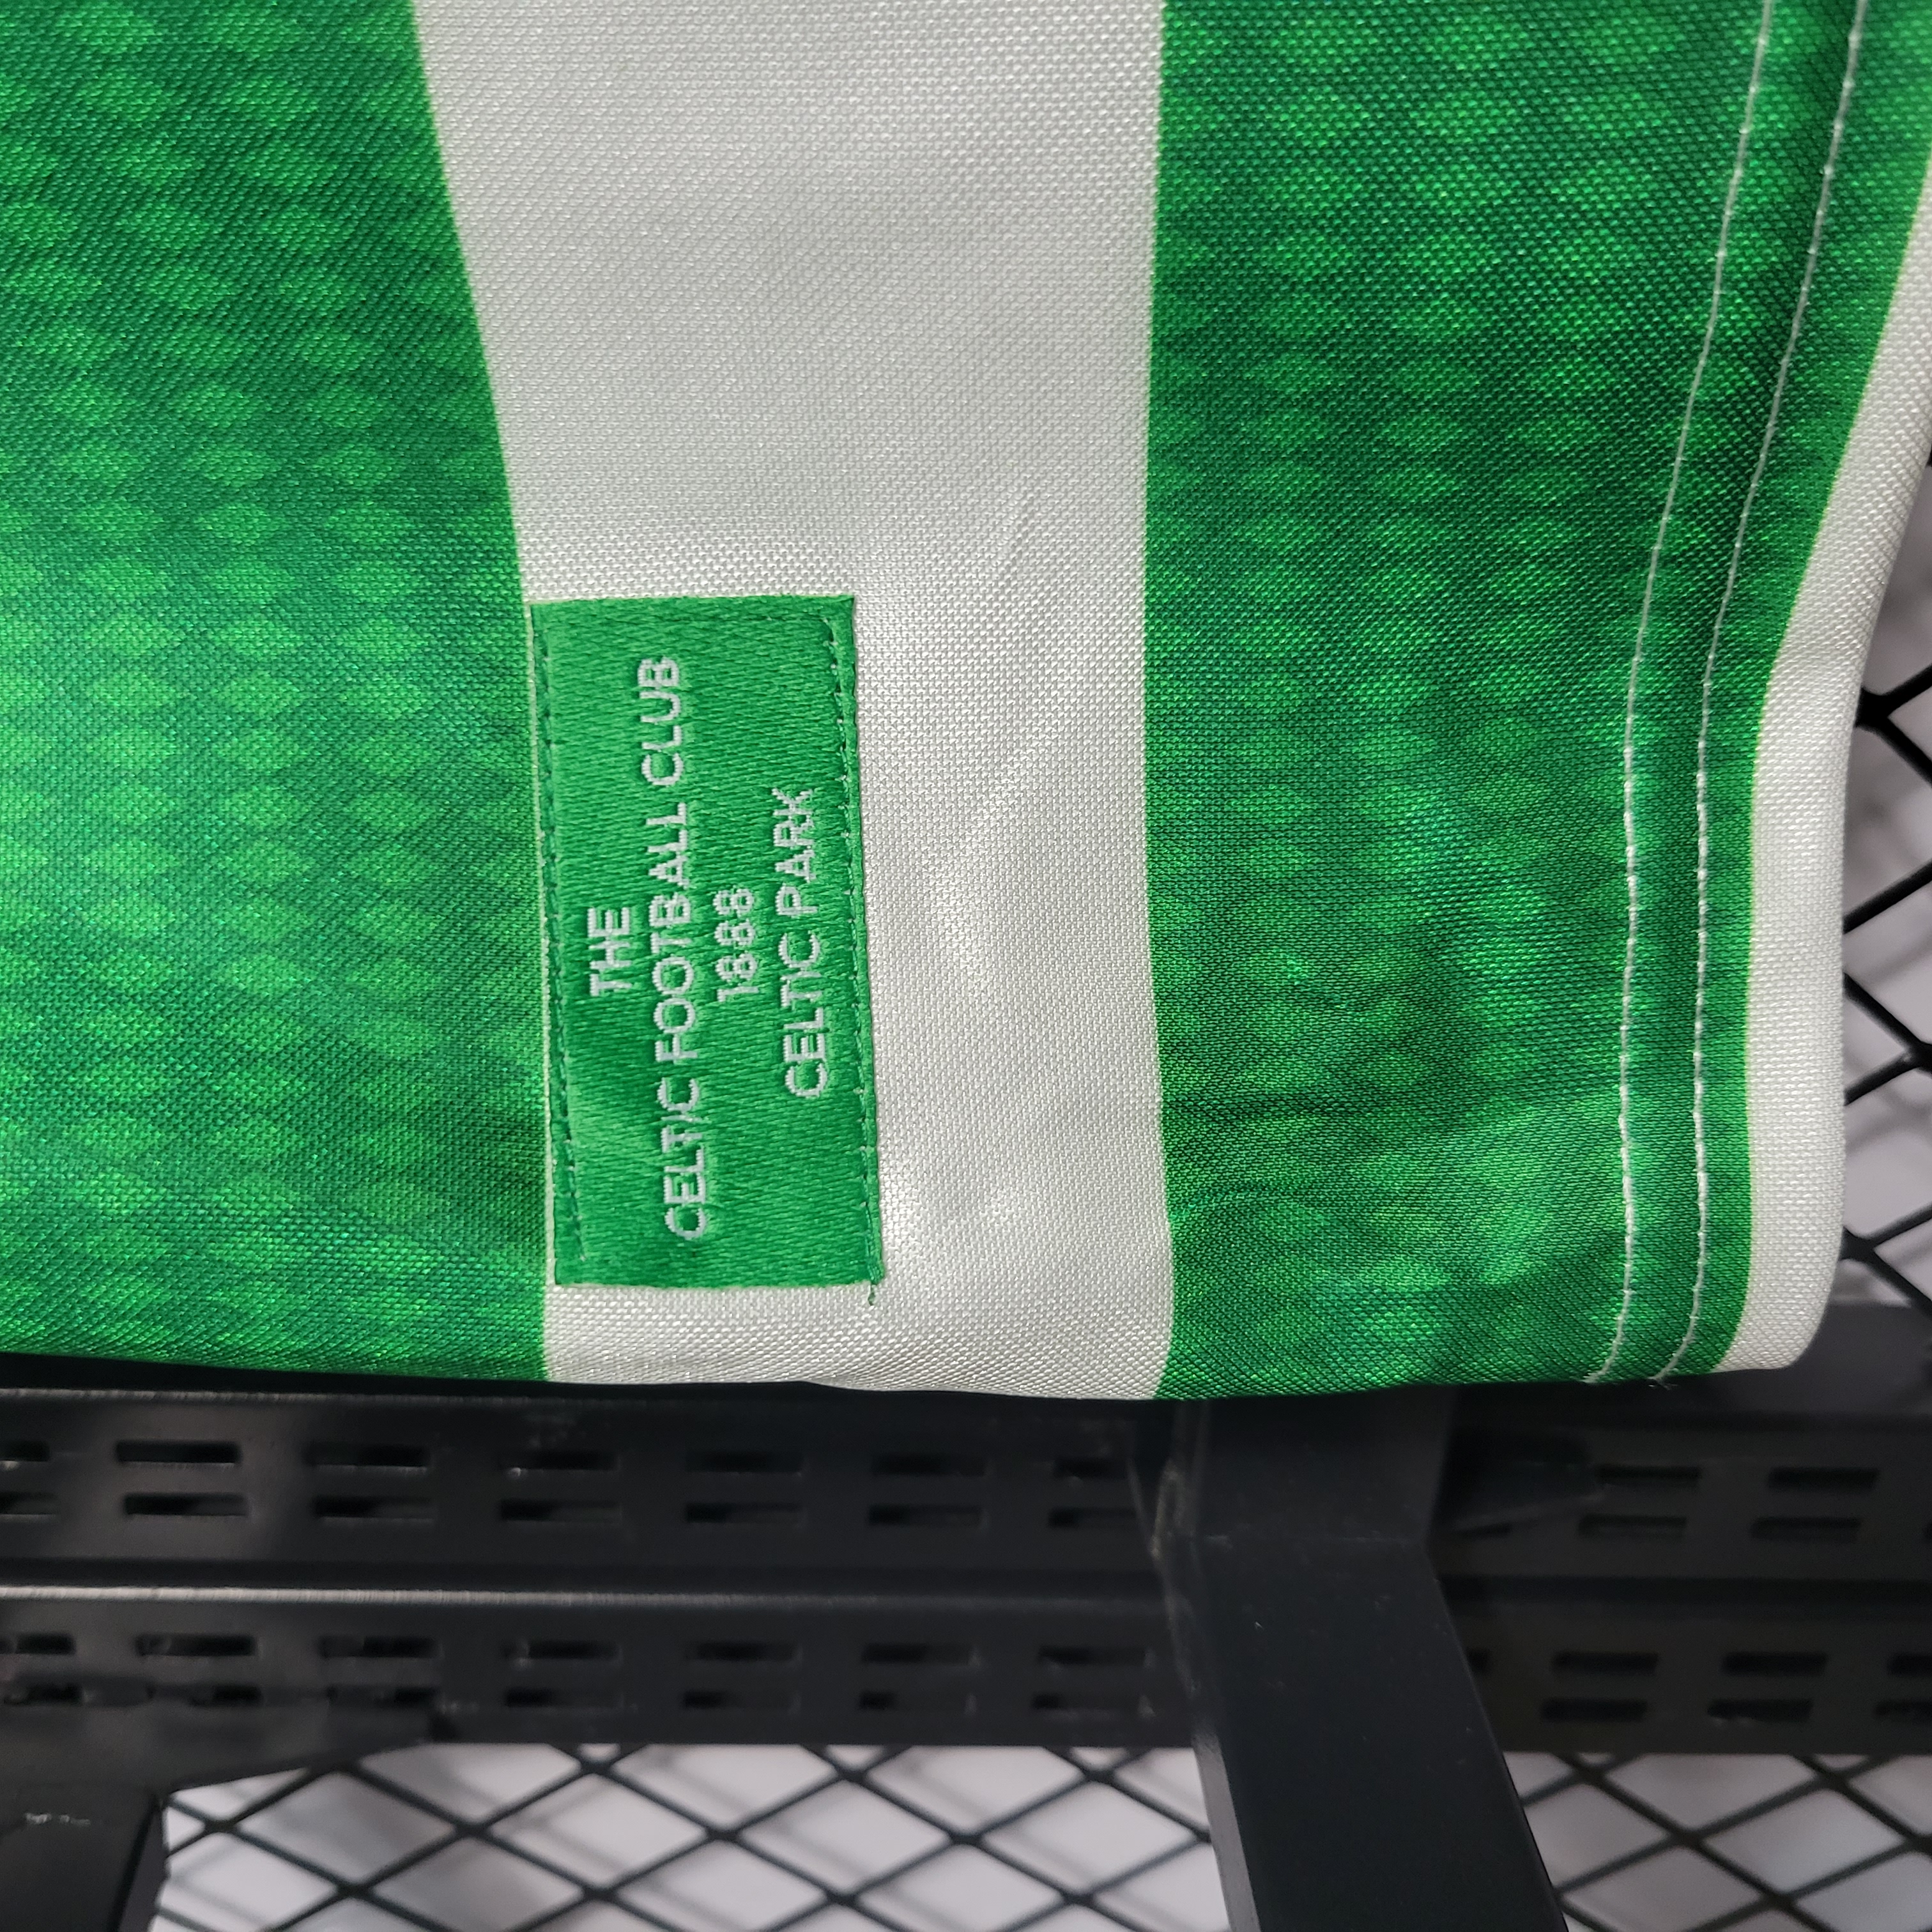 THE
CELTIC FOOTBALL CLUB
1888
CELTIC PARK